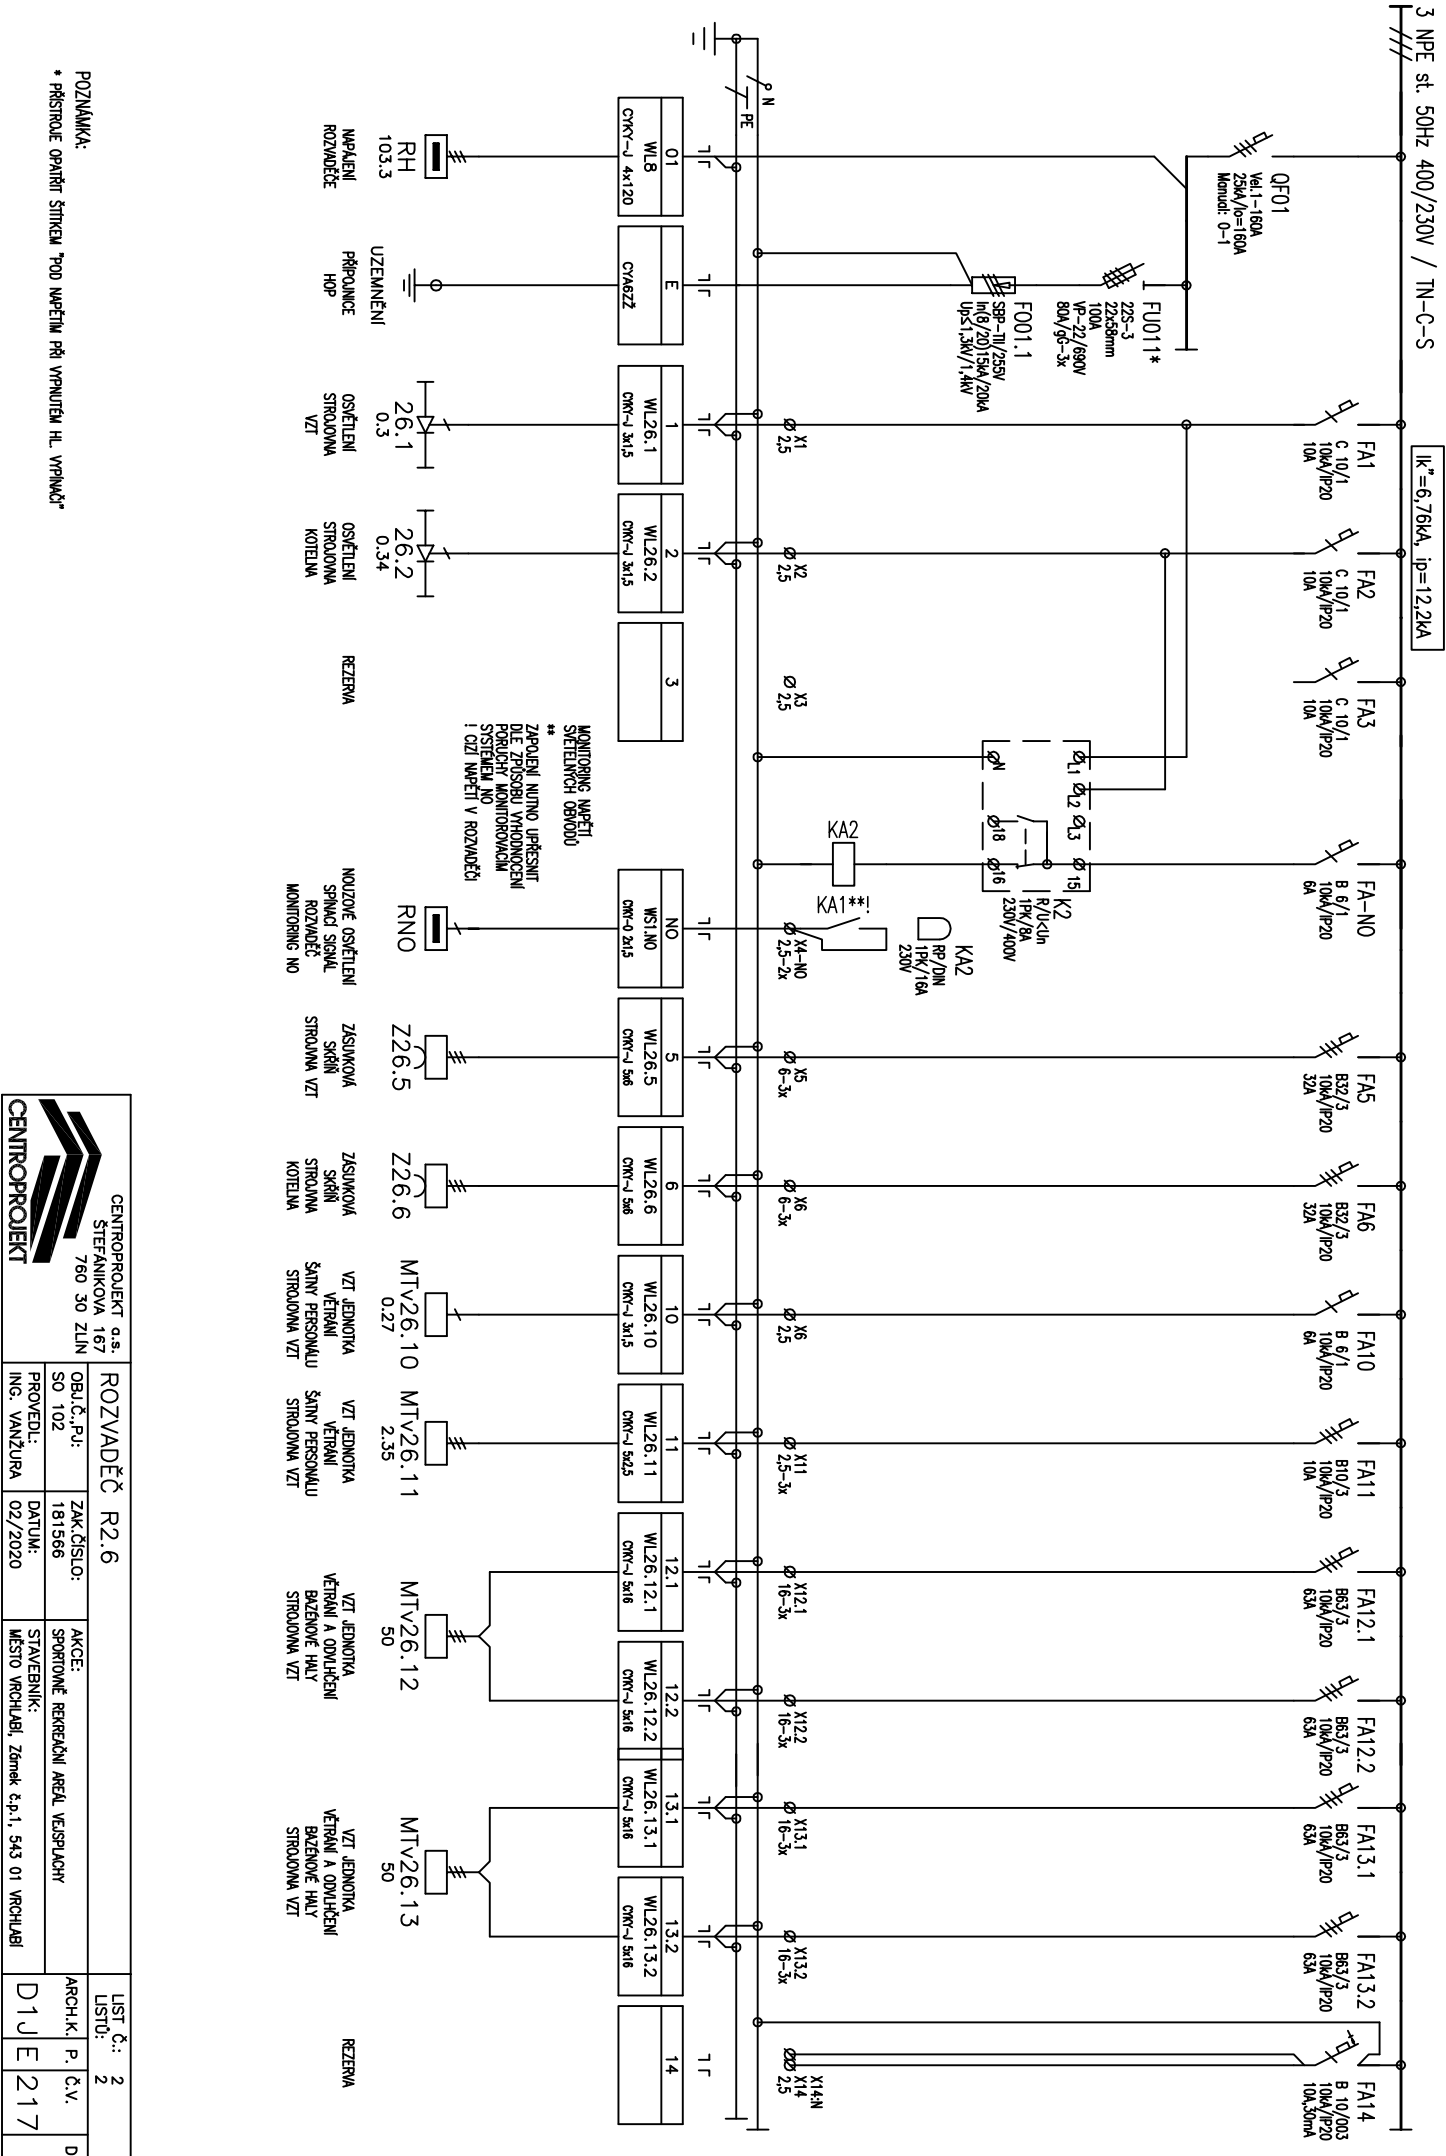 3 NPE st. 50Hz 400/230V / TN-C-S
Ik"=6,76kA, ip=12,2kA
QF01
Vel.1-160A
25kA/Io=160A
Manual: 0-1
FU011*
22S-3
22x58mm
100A
VP-22/690V
80A/gG-3x
F001.1
SBP-TII/255V
In(8/20)15kA/20kA
Up≤1,3kV/1,4kV
FA1
C 10/1
10kA/IP20
10A
FA2
C 10/1
10kA/IP20
10A
FA3
C 10/1
10kA/IP20
10A
FA-NO
B 6/1
10kA/IP20
6A
FA5
B32/3
10kA/IP20
32A
FA6
B32/3
10kA/IP20
32A
FA10
B 6/1
10kA/IP20
6A
FA11
B10/3
10kA/IP20
10A
FA12.1
B63/3
10kA/IP20
63A
FA12.2
B63/3
10kA/IP20
63A
FA13.1
B63/3
10kA/IP20
63A
FA13.2
B63/3
10kA/IP20
63A
FA14
B 10/003
10kA/IP20
10A,30mA
L1
L2
L3
15
N
18
16
K2
R/U<Un
1PK/8A
230V/400V
KA2
KA2
RP/DIN
1PK/16A
230V
KA1**!
X1
2,5
X2
2,5
X3
2,5
X4-NO
2,5-2x
X5
6-3x
X6
6-3x
X6
2,5
X11
2,5-3x
X12.1
16-3x
X12.2
16-3x
X13.1
16-3x
X13.2
16-3x
X14:N
X14
2,5
N
PE
01
WL8
CYKY-J 4x120
E
CYA6ZŽ
1
WL26.1
CYKY-J 3x1,5
2
WL26.2
CYKY-J 3x1,5
3
NO
WS1.NO
CYKY-O 2x1,5
5
WL26.5
CYKY-J 5x6
6
WL26.6
CYKY-J 5x6
10
WL26.10
CYKY-J 3x1,5
11
WL26.11
CYKY-J 5x2,5
12.1
WL26.12.1
CYKY-J 5x16
12.2
WL26.12.2
CYKY-J 5x16
13.1
WL26.13.1
CYKY-J 5x16
13.2
WL26.13.2
CYKY-J 5x16
14
MONITORING NAPĚTÍ
SVĚTELNÝCH OBVODŮ
**
ZAPOJENÍ NUTNO UPŘESNIT
DLE ZPŮSOBU VYHODNOCENÍ
PORUCHY MONITOROVACÍM
SYSTÉMEM NO
! CIZÍ NAPĚTÍ V ROZVADĚČI
RH
103.3
NAPÁJENÍ
ROZVADĚČE
UZEMNĚNÍ
PŘÍPOJNICE
HOP
26.1
0.3
OSVĚTLENÍ
STROJOVNA
VZT
26.2
0.34
OSVĚTLENÍ
STROJOVNA
KOTELNA
REZERVA
RNO
NOUZOVÉ OSVĚTLENÍ
SPÍNACÍ SIGNÁL
ROZVADĚČ
MONITORING NO
Z26.5
ZÁSUVKOVÁ
SKŘÍŇ
STROJVNA VZT
Z26.6
ZÁSUVKOVÁ
SKŘÍŇ
STROJVNA
KOTELNA
MTv26.10
0.27
VZT JEDNOTKA
VĚTRÁNÍ
ŠATNY PERSONÁLU
STROJOVNA VZT
MTv26.11
2.35
VZT JEDNOTKA
VĚTRÁNÍ
ŠATNY PERSONÁLU
STROJOVNA VZT
MTv26.12
50
VZT JEDNOTKA
VĚTRÁNÍ A ODVLHČENÍ
BAZÉNOVÉ HALY
STROJOVNA VZT
MTv26.13
50
VZT JEDNOTKA
VĚTRÁNÍ A ODVLHČENÍ
BAZÉNOVÉ HALY
STROJOVNA VZT
REZERVA
POZNÁMKA:
* PŘÍSTROJE OPATŘIT ŠTÍTKEM "POD NAPĚTÍM PŘI VYPNUTÉM HL. VYPÍNAČI"
CENTROPROJEKT
CENTROPROJEKT a.s.
ŠTEFÁNIKOVA 167
760 30 ZLÍN
ROZVADĚČ R2.6
LIST Č.: 2
LISTŮ: 2
OBJ.Č.,PJ:
SO 102
ZAK.ČÍSLO:
181566
AKCE:
SPORTOVNĚ REKREAČNÍ AREÁL VEJSPLACHY
PROVEDL:
ING. VANŽURA
DATUM:
02/2020
STAVEBNÍK:
MĚSTO VRCHLABÍ, Zámek č.p.1, 543 01 VRCHLABÍ
ARCH.K. P. Č.V. D
D1J E 217